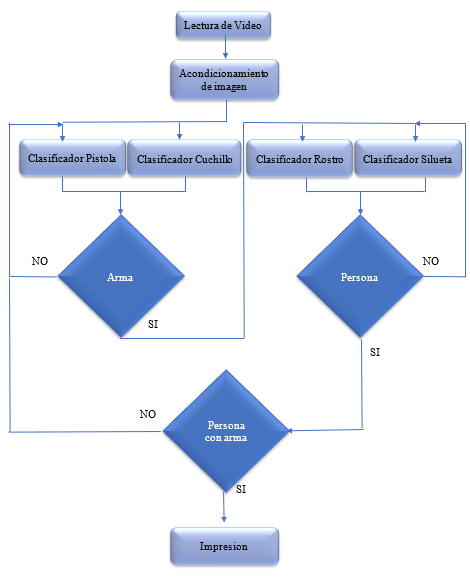 Lectura de Video
Acondicionamiento
de imagen
Clasificador Pistola
Clasificador Cuchillo
Clasificador Rostro
Clasificador Silueta
NO
Arma
SI
Persona
NO
SI
NO
Persona
con arma
SI
Impresion